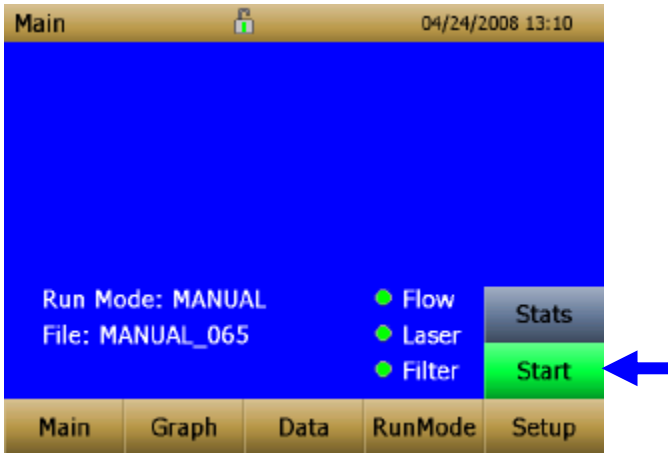 Main 04/24/2008 13:10
Run Mode: MANUAL
File: MANUAL_065
Flow
Laser
Filter
Stats
Start
Main Graph Data RunMode Setup